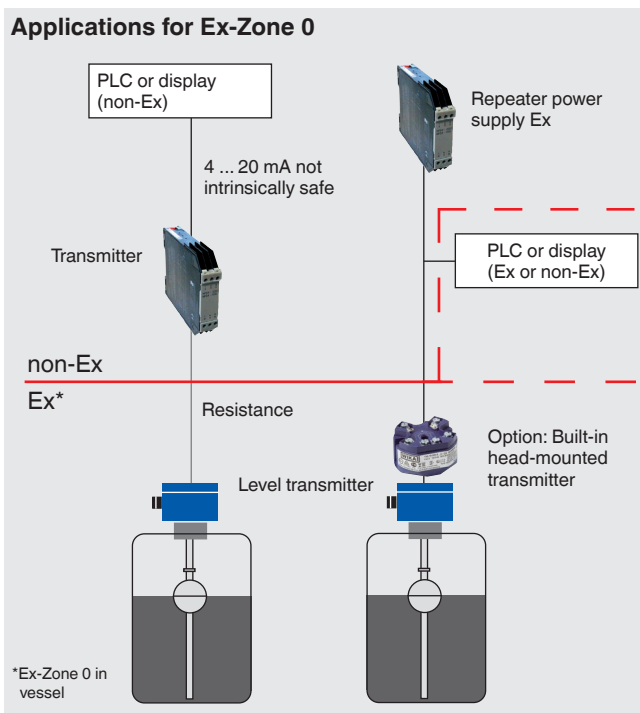 Applications for Ex-Zone 0
PLC or display
(non-Ex)
Repeater power
supply Ex
4 ... 20 mA not
intrinsically safe
Transmitter
PLC or display
(Ex or non-Ex)
non-Ex
Ex*
Resistance
Option: Built-in
head-mounted
transmitter
Level transmitter
*Ex-Zone 0 in
vessel